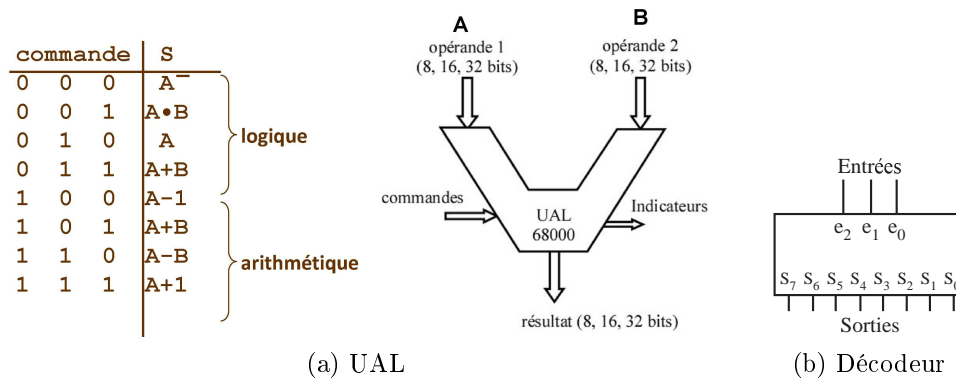 commande S
0 0 0 A¯
0 0 1 A•B
0 1 0 A
0 1 1 A+B
1 0 0 A-1
1 0 1 A+B
1 1 0 A-B
1 1 1 A+1
logique
arithmétique
A
B
opérande 1
(8, 16, 32 bits)
opérande 2
(8, 16, 32 bits)
commandes
UAL
68000
Indicateurs
résultat (8, 16, 32 bits)
(a) UAL
Entrées
e₂ e₁ e₀
S₇ S₆ S₅ S₄ S₃ S₂ S₁ S₀
Sorties
(b) Décodeur